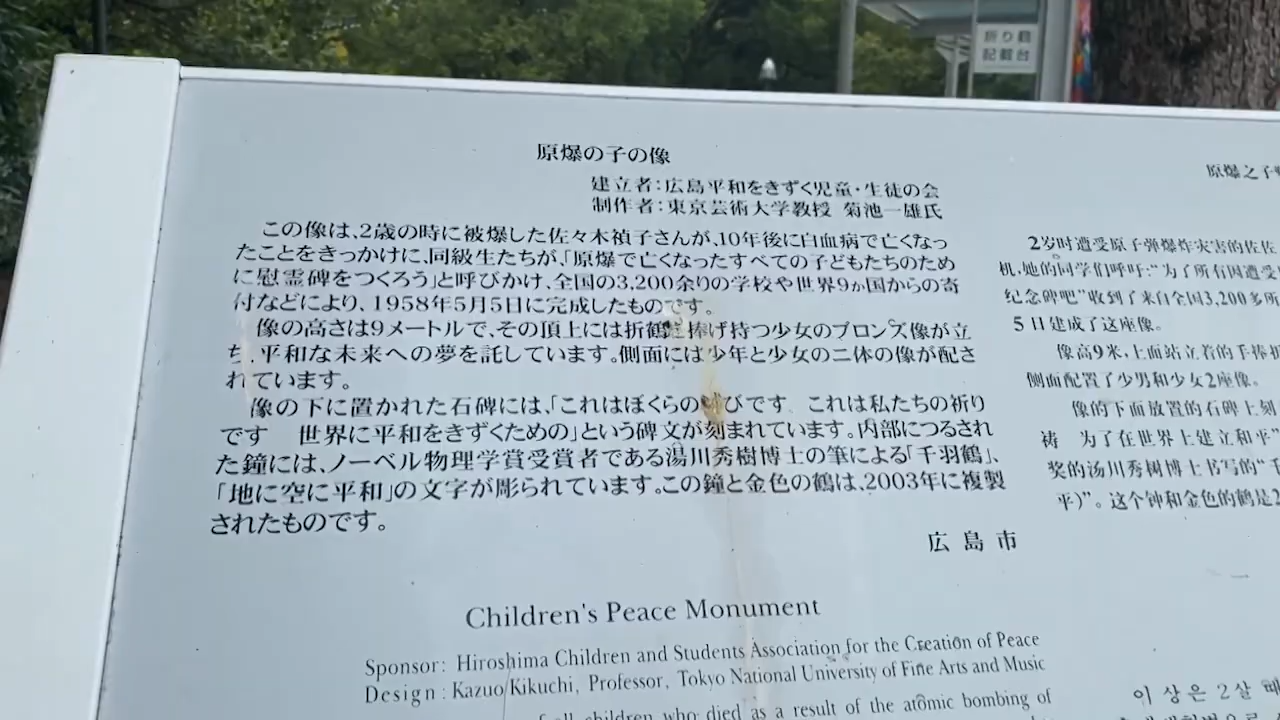 折り鶴
記載台
原爆の子の像
建立者：広島平和をきずく児童・生徒の会
制作者：東京芸術大学教授 菊池一雄氏
この像は、2歳の時に被爆した佐々木禎子さんが、10年後に白血病で亡くなっ
たことをきっかけに、同級生たちが、「原爆で亡くなったすべての子どもたちのため
に慰霊碑をつくろう」と呼びかけ、全国の3,200余りの学校や世界9か国からの寄
付などにより、1958年5月5日に完成したものです。
像の高さは9メートルで、その頂上には折鶴を捧げ持つ少女のブロンズ像が立
ち、平和な未来への夢を託しています。側面には少年と少女の二体の像が配さ
れています。
像の下に置かれた石碑には、「これはぼくらの叫びです これは私たちの祈り
です 世界に平和をきずくための」という碑文が刻まれています。内部につるされ
た鐘には、ノーベル物理学賞受賞者である湯川秀樹博士の筆による「千羽鶴」、
「地に空に平和」の文字が彫られています。この鐘と金色の鶴は、2003年に複製
されたものです。
広島市
原爆之子
2岁时遭受原子弹爆炸灾害的佐佐
机,她的同学们呼吁:“为了所有因遭受
纪念碑吧”收到了来自全国3,200多所
5日建成了这座像。
像高9米,上面站立着的手捧
侧面配置了少男和少女2座像。
像的下面放置的石碑上刻
祷 为了在世界上建立和平”
奖的汤川秀树博士书写的“千
平)”。这个钟和金色的鹤是2
Children's Peace Monument
Sponsor: Hiroshima Children and Students Association for the Creation of Peace
Design: Kazuo Kikuchi, Professor, Tokyo National University of Fine Arts and Music
of all children who died as a result of the atomic bombing of
이 상은 2살 때